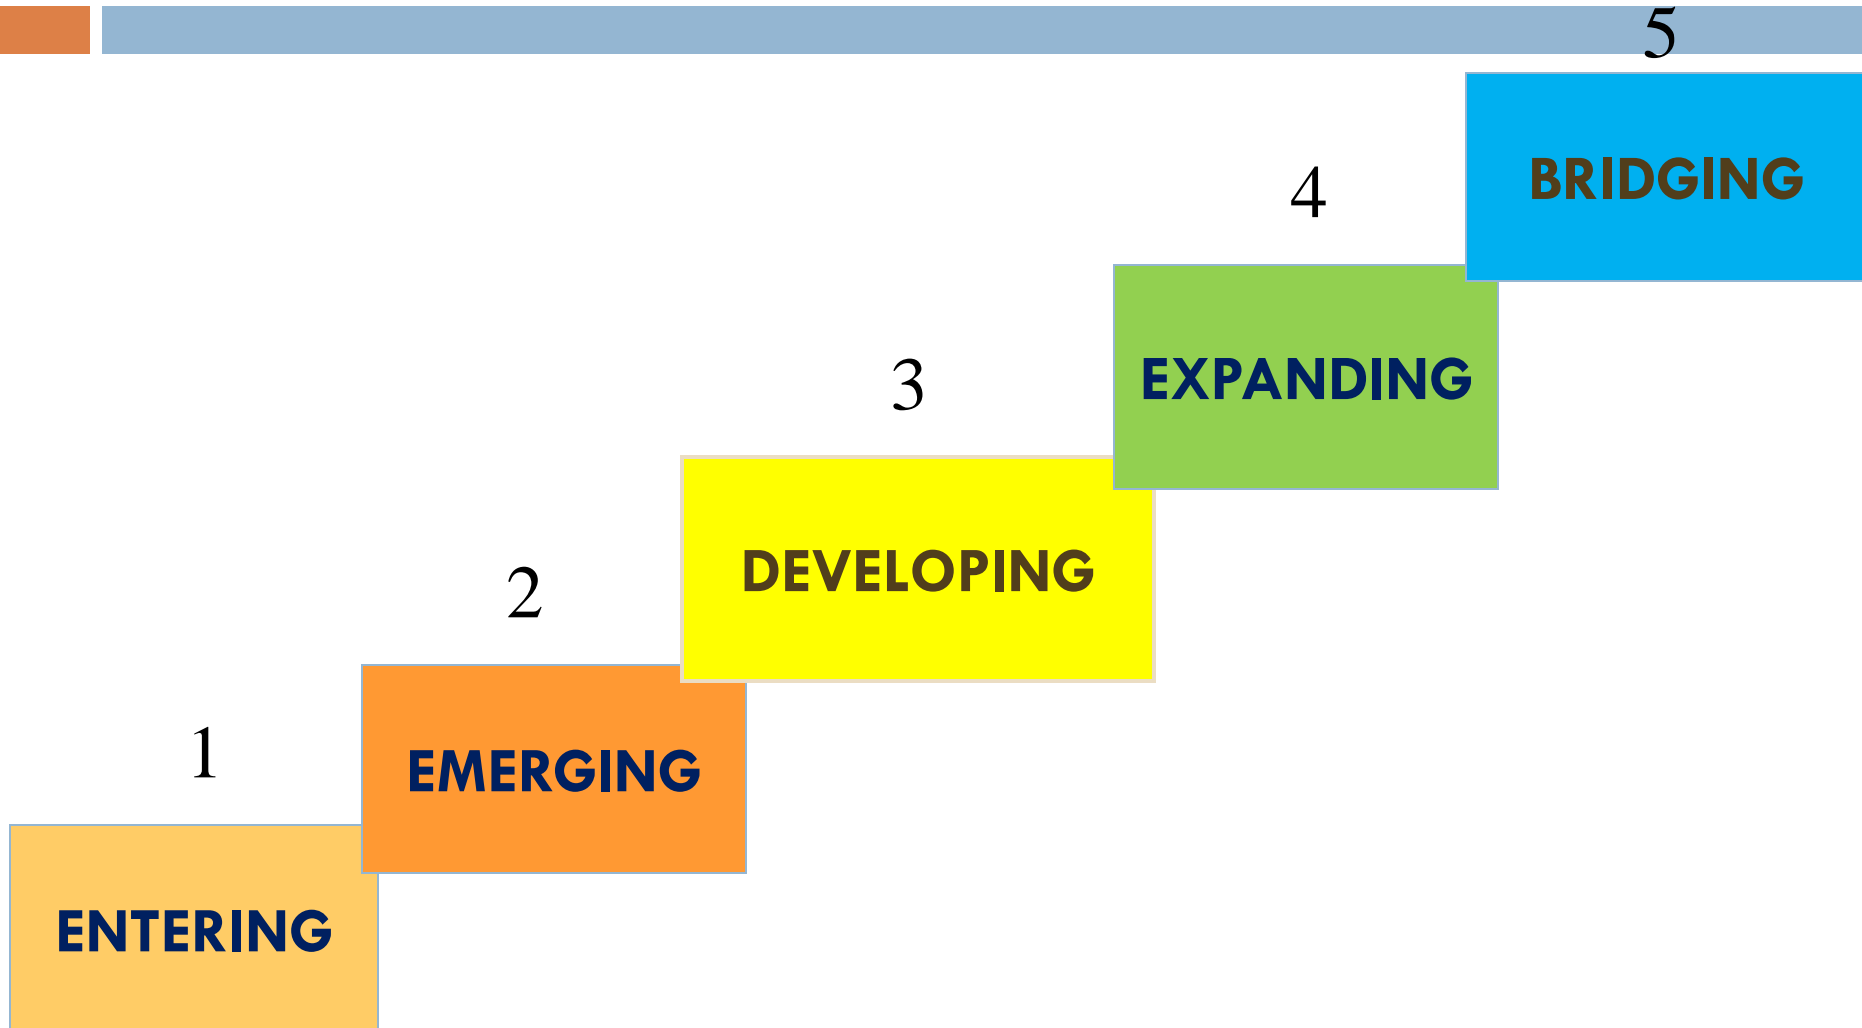 5
BRIDGING
4
EXPANDING
3
DEVELOPING
2
EMERGING
1
ENTERING